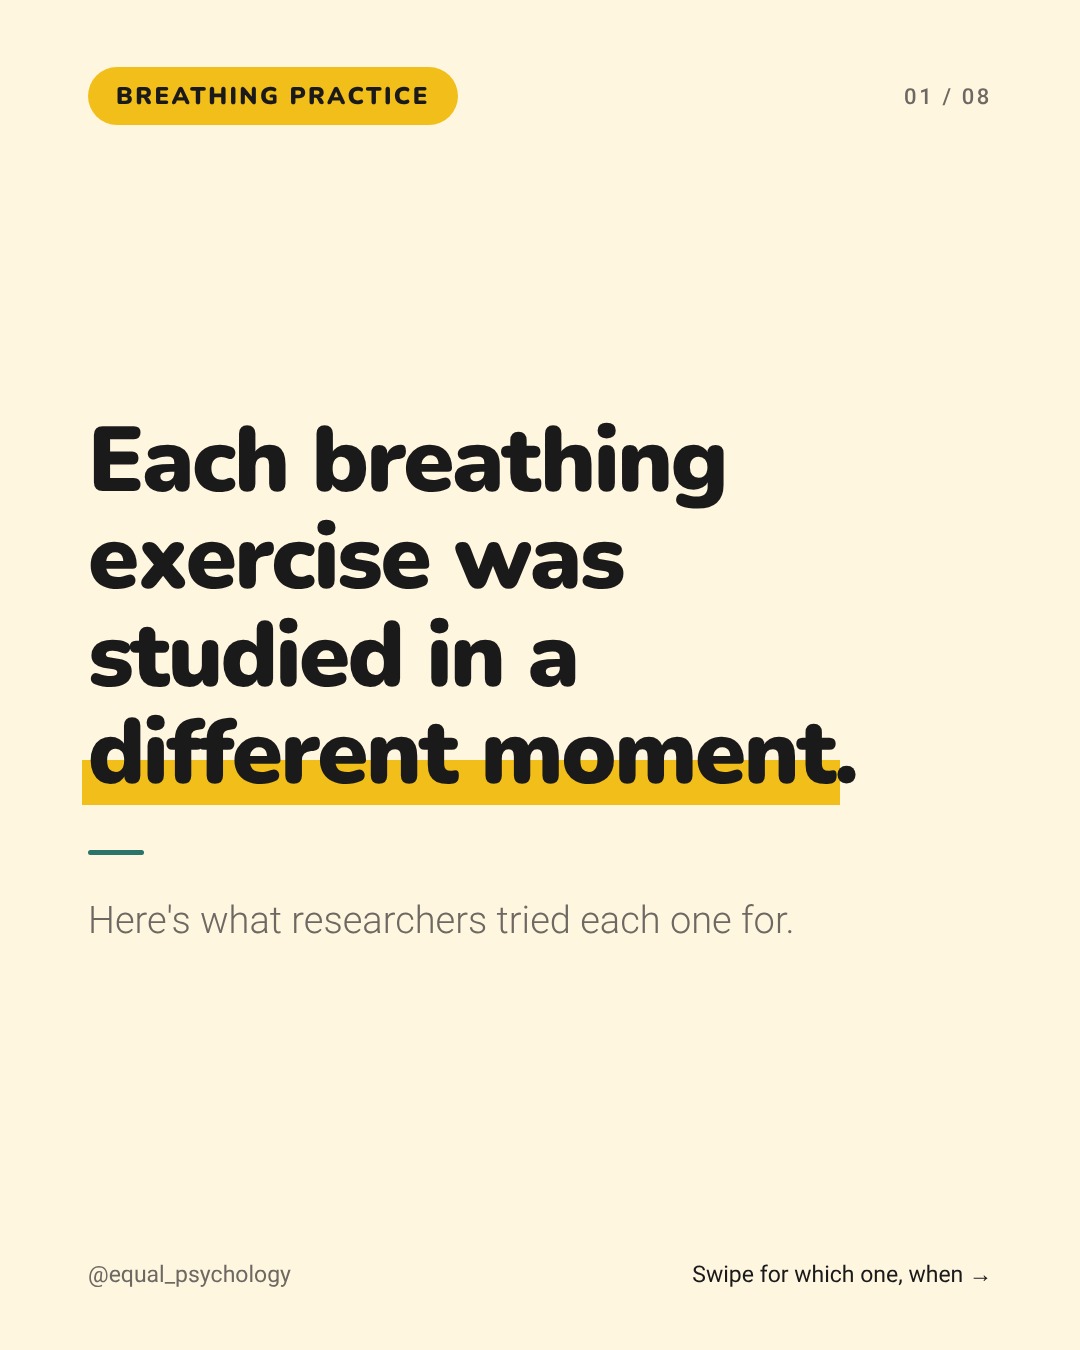 BREATHING PRACTICE
01 / 08
Each breathing
exercise was
studied in a
different moment.
Here's what researchers tried each one for.
@equal_psychology
Swipe for which one, when →